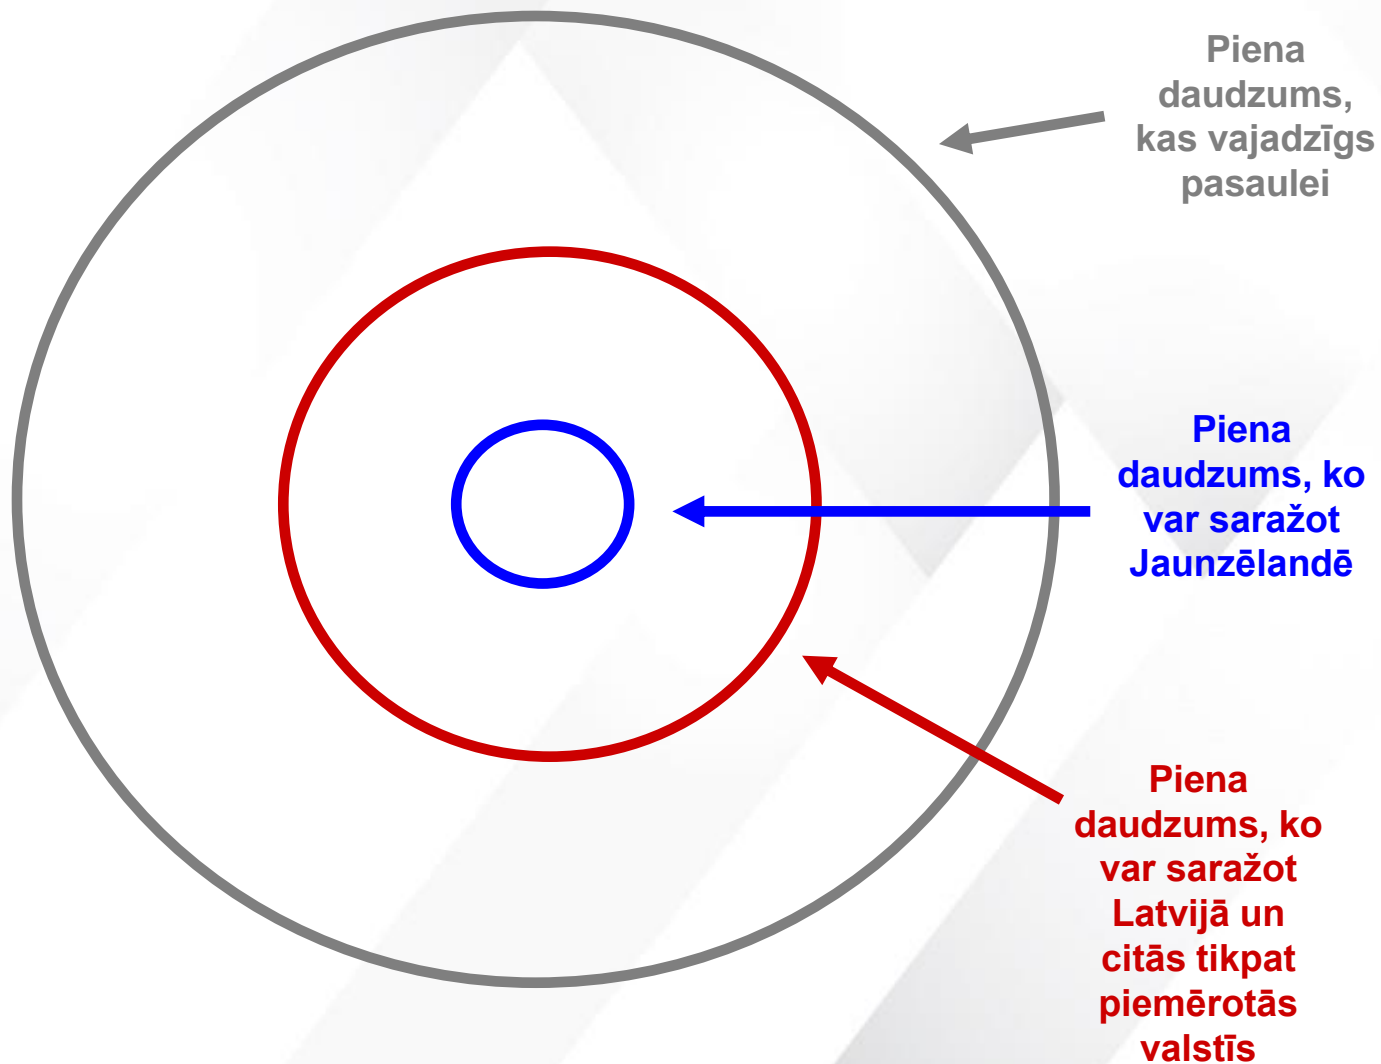 Piena
daudzums,
kas vajadzīgs
pasaulei
Piena
daudzums, ko
var saražot
Jaunzēlandē
Piena
daudzums, ko
var saražot
Latvijā un
citās tikpat
piemērotās
valstīs